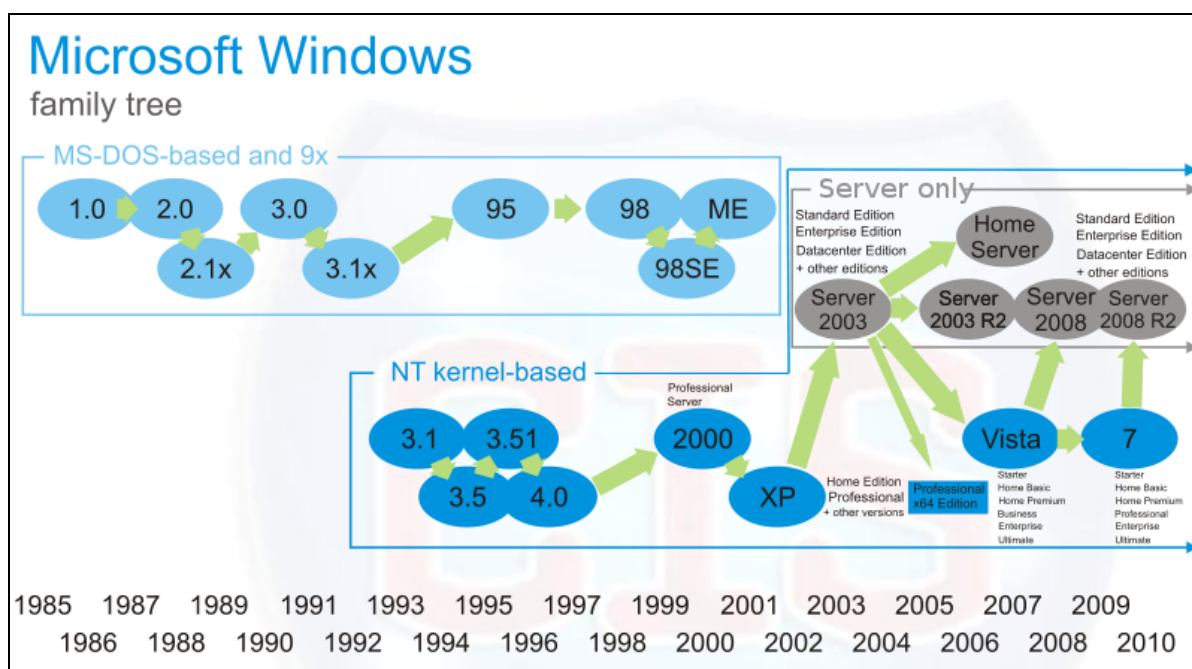 Microsoft Windows
family tree
MS-DOS-based and 9x
1.0
2.0
2.1x
3.0
3.1x
95
98
98SE
ME
Server only
Standard Edition
Enterprise Edition
Datacenter Edition
+ other editions
Home
Server
Standard Edition
Enterprise Edition
Datacenter Edition
+ other editions
Server
2003
Server
2003 R2
Server
2008
Server
2008 R2
NT kernel-based
3.1
3.5
3.51
4.0
Professional
Server
2000
XP
Home Edition
Professional
+ other versions
Professional
x64 Edition
Vista
Starter
Home Basic
Home Premium
Business
Enterprise
Ultimate
7
Starter
Home Basic
Home Premium
Professional
Enterprise
Ultimate
1985 1987 1989 1991 1993 1995 1997 1999 2001 2003 2005 2007 2009
1986 1988 1990 1992 1994 1996 1998 2000 2002 2004 2006 2008 2010
CIS